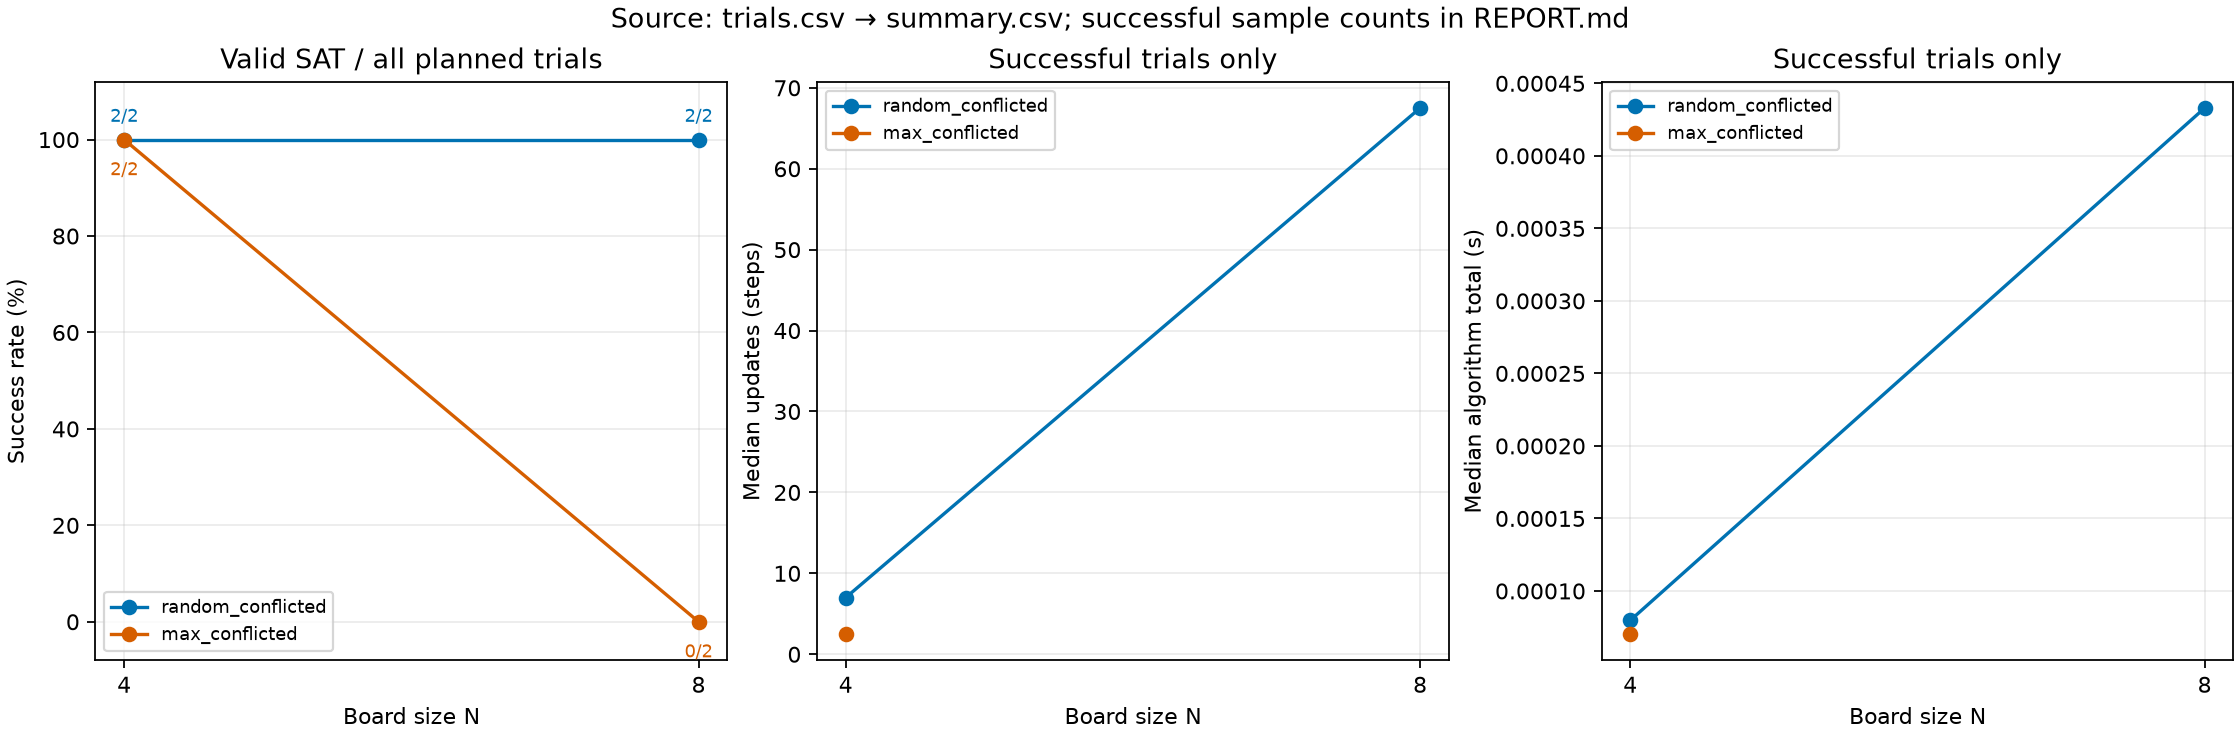 Source: trials.csv → summary.csv; successful sample counts in REPORT.md
Valid SAT / all planned trials
Success rate (%)
100
80
60
40
20
0
2/2
2/2
2/2
0/2
random_conflicted
max_conflicted
4
8
Board size N
Successful trials only
Median updates (steps)
70
60
50
40
30
20
10
0
random_conflicted
max_conflicted
4
8
Board size N
Successful trials only
Median algorithm total (s)
0.00045
0.00040
0.00035
0.00030
0.00025
0.00020
0.00015
0.00010
random_conflicted
max_conflicted
4
8
Board size N